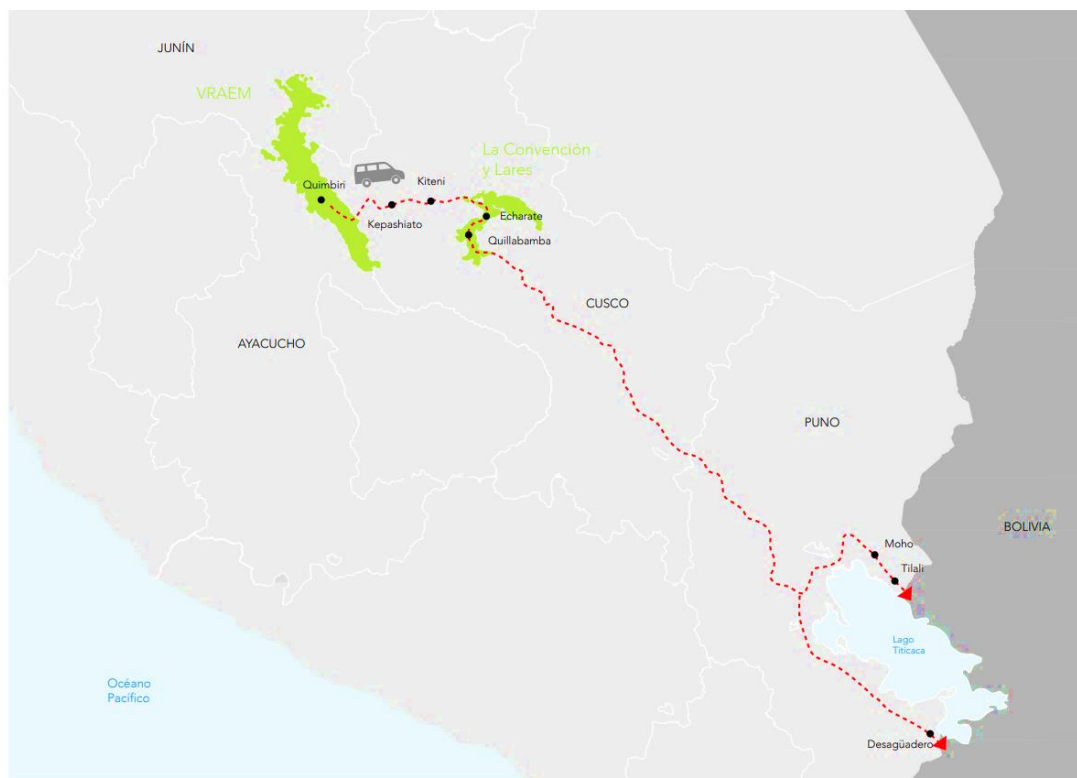 JUNÍN
VRAEM
La Convención
y Lares
Quimbiri
Kiteni
Kepashiato
Echarate
Quillabamba
CUSCO
AYACUCHO
PUNO
BOLIVIA
Moho
Tilali
Lago
Titicaca
Océano
Pacífico
Desagüadero